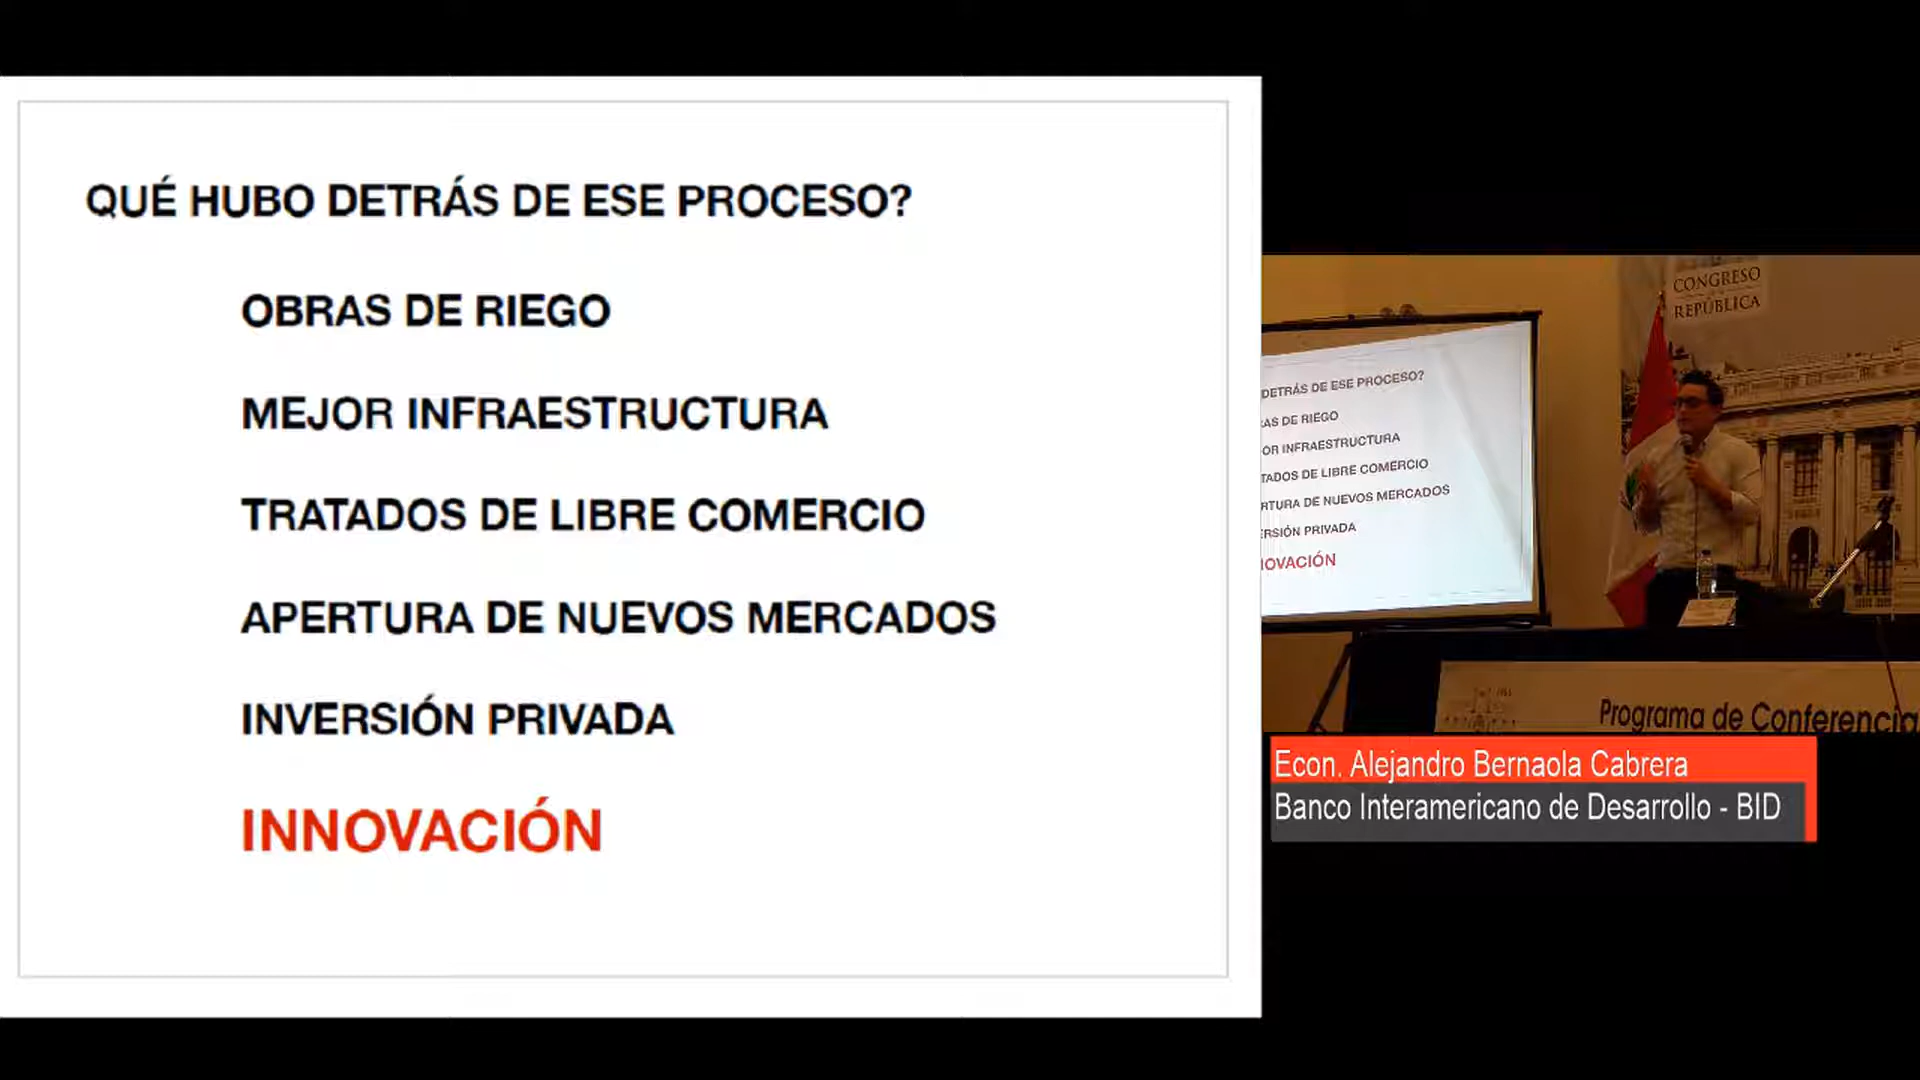 QUÉ HUBO DETRÁS DE ESE PROCESO?
OBRAS DE RIEGO
MEJOR INFRAESTRUCTURA
TRATADOS DE LIBRE COMERCIO
APERTURA DE NUEVOS MERCADOS
INVERSIÓN PRIVADA
INNOVACIÓN
CONGRESO
REPÚBLICA
DETRÁS DE ESE PROCESO?
AS DE RIEGO
OR INFRAESTRUCTURA
TADOS DE LIBRE COMERCIO
RTURA DE NUEVOS MERCADOS
ERSIÓN PRIVADA
OVACIÓN
Programa de Conferencia
Econ. Alejandro Bernaola Cabrera
Banco Interamericano de Desarrollo - BID